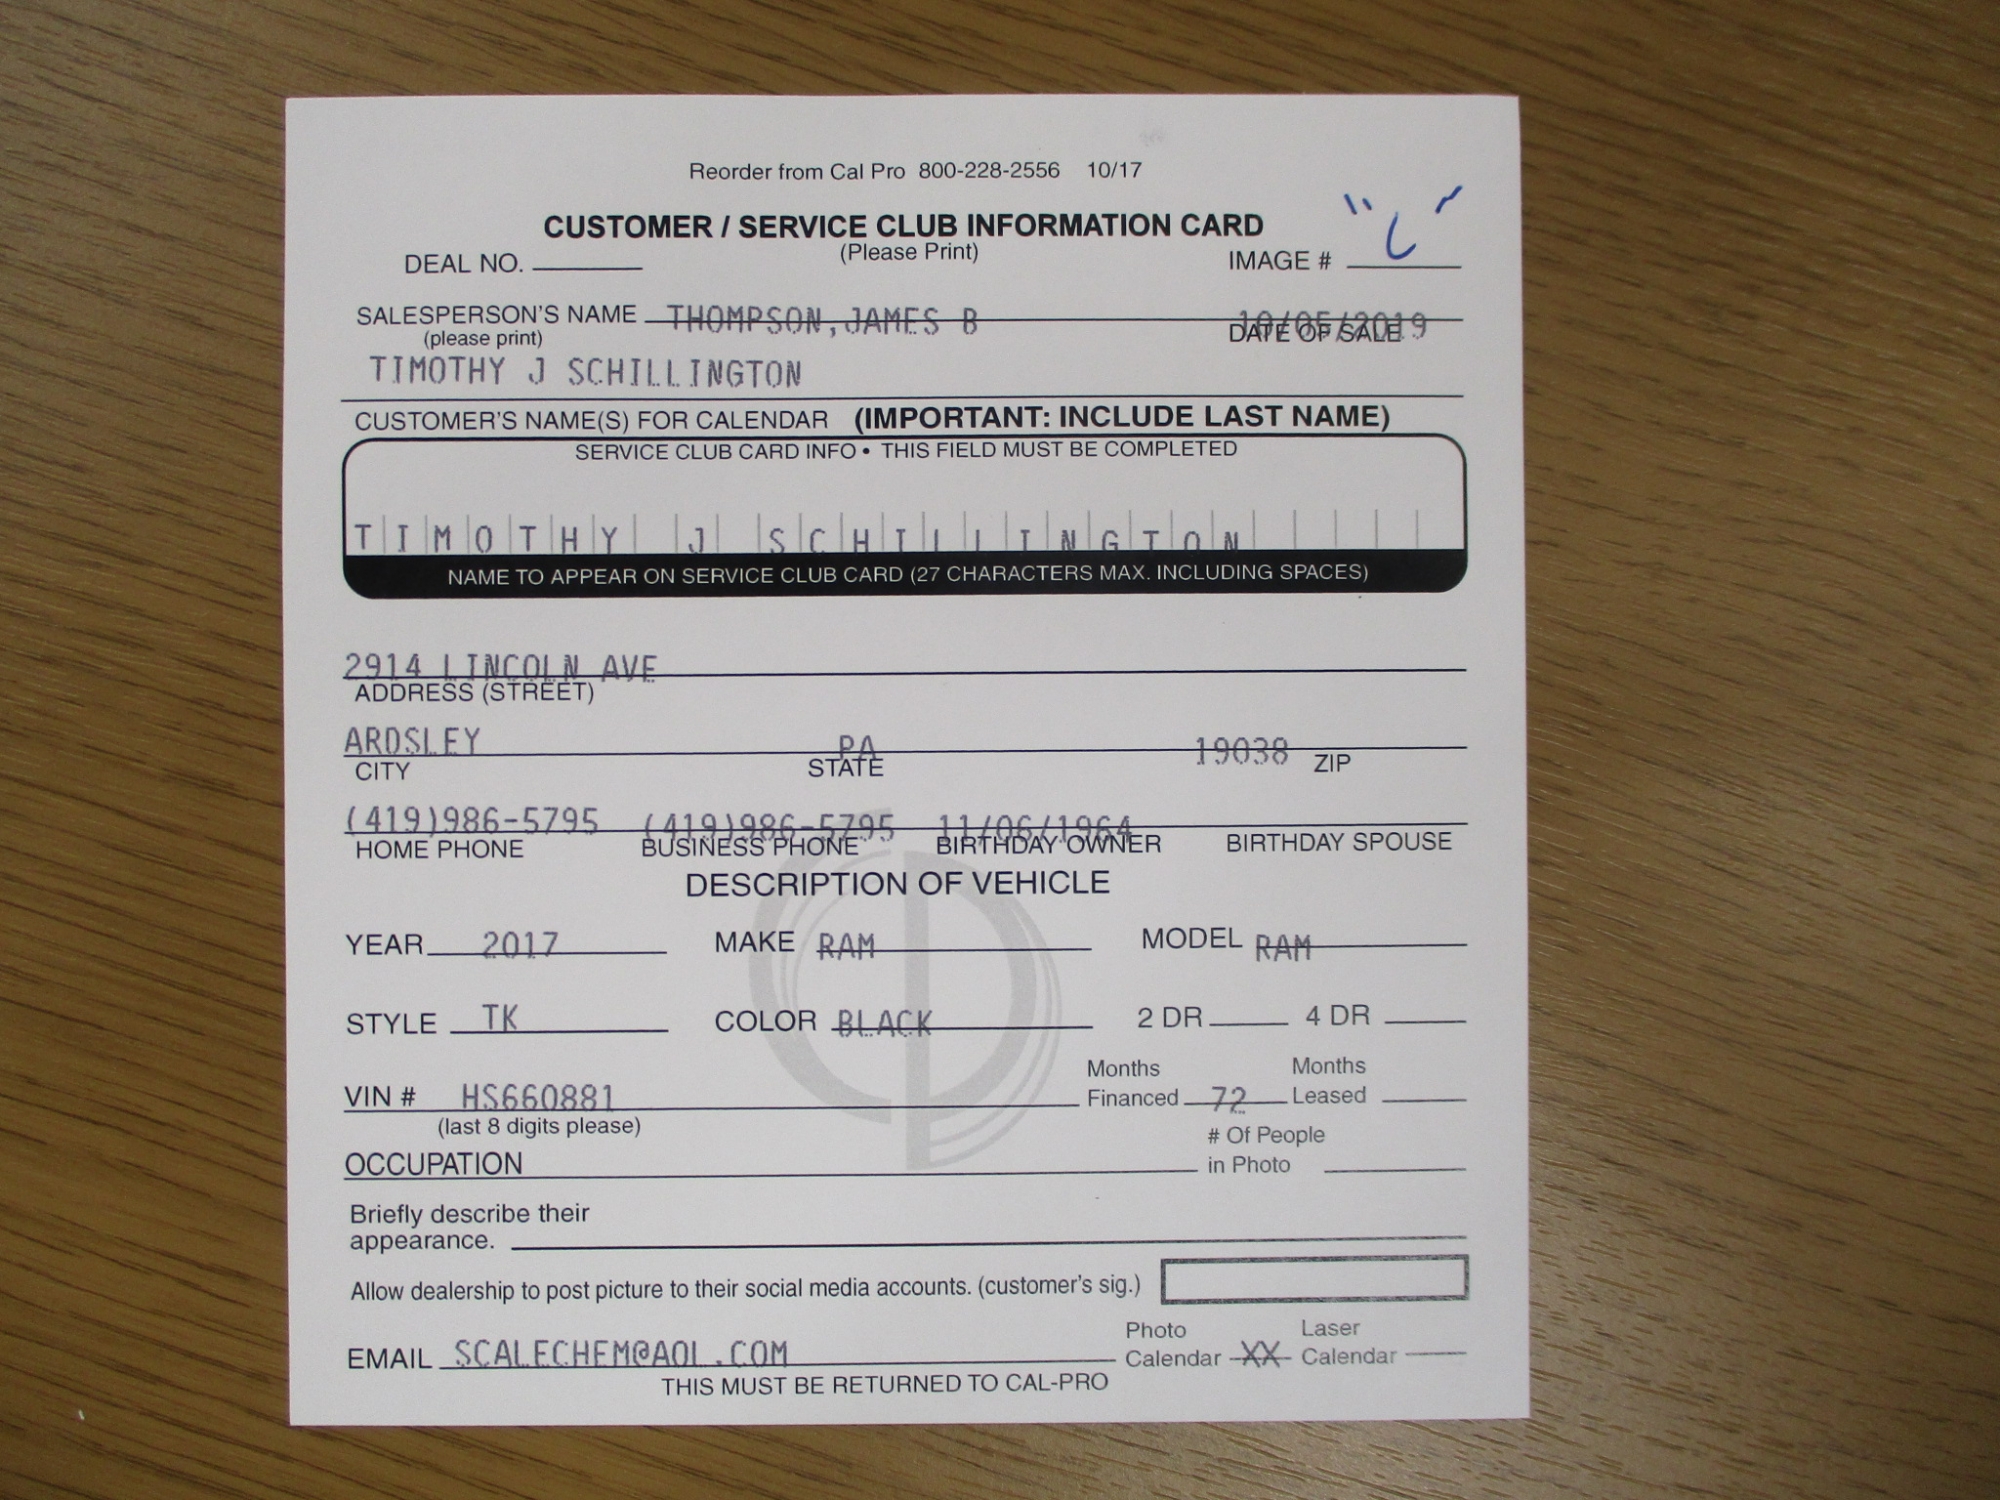 Reorder from Cal Pro 800-228-2556 10/17
CUSTOMER / SERVICE CLUB INFORMATION CARD
(Please Print)
DEAL NO.
IMAGE # "C"
SALESPERSON'S NAME THOMPSON,JAMES B 10/05/2019
(please print) DATE OF SALE
TIMOTHY J SCHILLINGTON
CUSTOMER'S NAME(S) FOR CALENDAR (IMPORTANT: INCLUDE LAST NAME)
SERVICE CLUB CARD INFO • THIS FIELD MUST BE COMPLETED
TIMOTHY J SCHILLINGTON
NAME TO APPEAR ON SERVICE CLUB CARD (27 CHARACTERS MAX. INCLUDING SPACES)
2914 LINCOLN AVE
ADDRESS (STREET)
ARDSLEY PA 19038 ZIP
CITY STATE
(419)986-5795 (419)986-5795 11/06/1964
HOME PHONE BUSINESS PHONE BIRTHDAY OWNER BIRTHDAY SPOUSE
DESCRIPTION OF VEHICLE
YEAR 2017 MAKE RAM MODEL RAM
STYLE TK COLOR BLACK 2 DR 4 DR
Months Months
VIN # HS660881 Financed 72 Leased
(last 8 digits please) # Of People
OCCUPATION in Photo
Briefly describe their
appearance.
Allow dealership to post picture to their social media accounts. (customer's sig.)
Photo Laser
EMAIL SCALECHEM@AOL.COM Calendar XX Calendar
THIS MUST BE RETURNED TO CAL-PRO